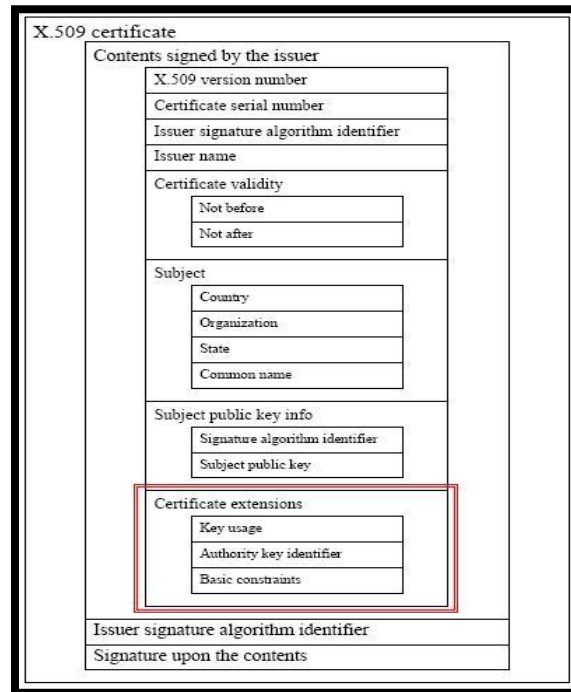 X.509 certificate
Contents signed by the issuer
X.509 version number
Certificate serial number
Issuer signature algorithm identifier
Issuer name
Certificate validity
Not before
Not after
Subject
Country
Organization
State
Common name
Subject public key info
Signature algorithm identifier
Subject public key
Certificate extensions
Key usage
Authority key identifier
Basic constraints
Issuer signature algorithm identifier
Signature upon the contents